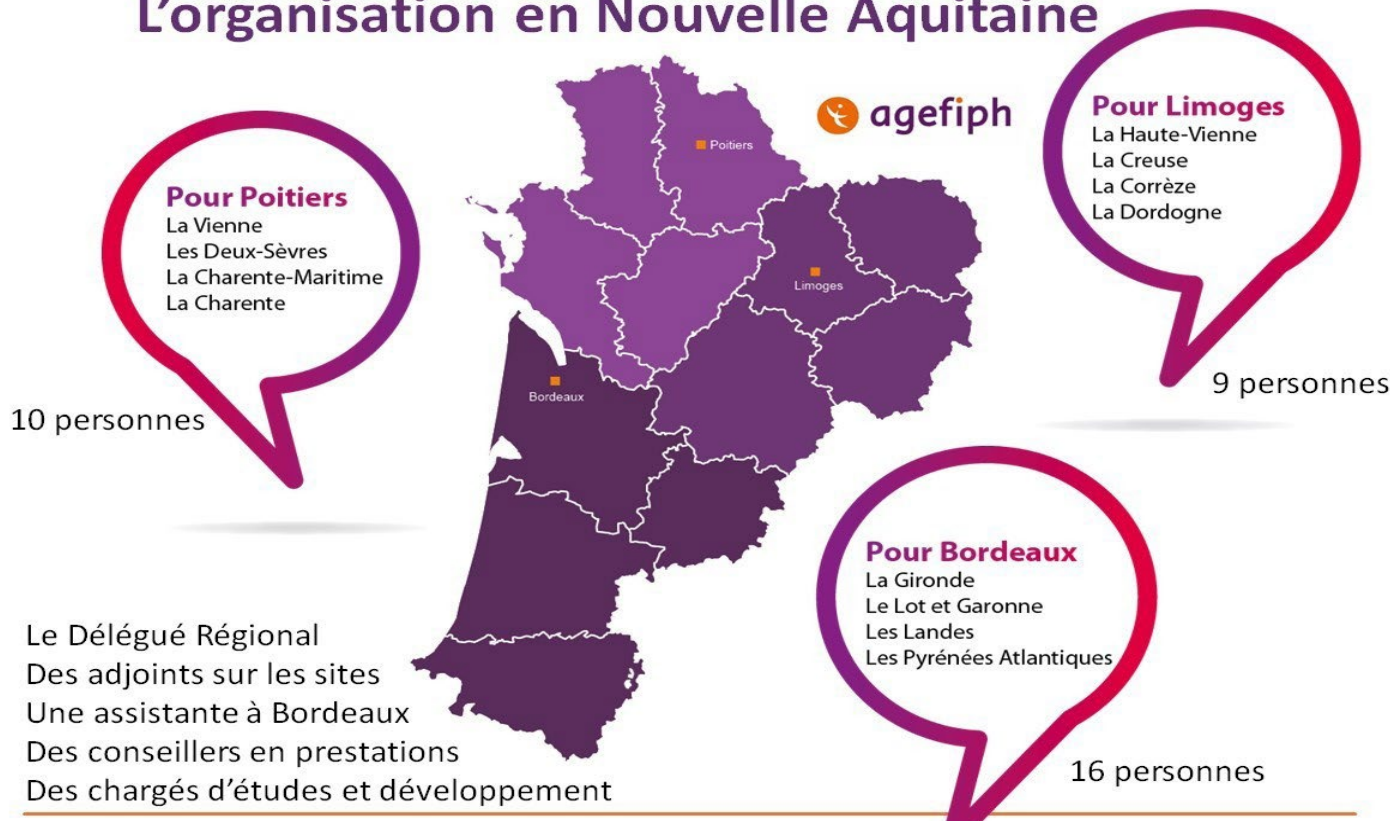 L’organisation en Nouvelle Aquitaine
agefiph
Poitiers
Limoges
Bordeaux
Pour Poitiers
La Vienne
Les Deux-Sèvres
La Charente-Maritime
La Charente
10 personnes
Pour Limoges
La Haute-Vienne
La Creuse
La Corrèze
La Dordogne
9 personnes
Pour Bordeaux
La Gironde
Le Lot et Garonne
Les Landes
Les Pyrénées Atlantiques
16 personnes
Le Délégué Régional
Des adjoints sur les sites
Une assistante à Bordeaux
Des conseillers en prestations
Des chargés d’études et développement